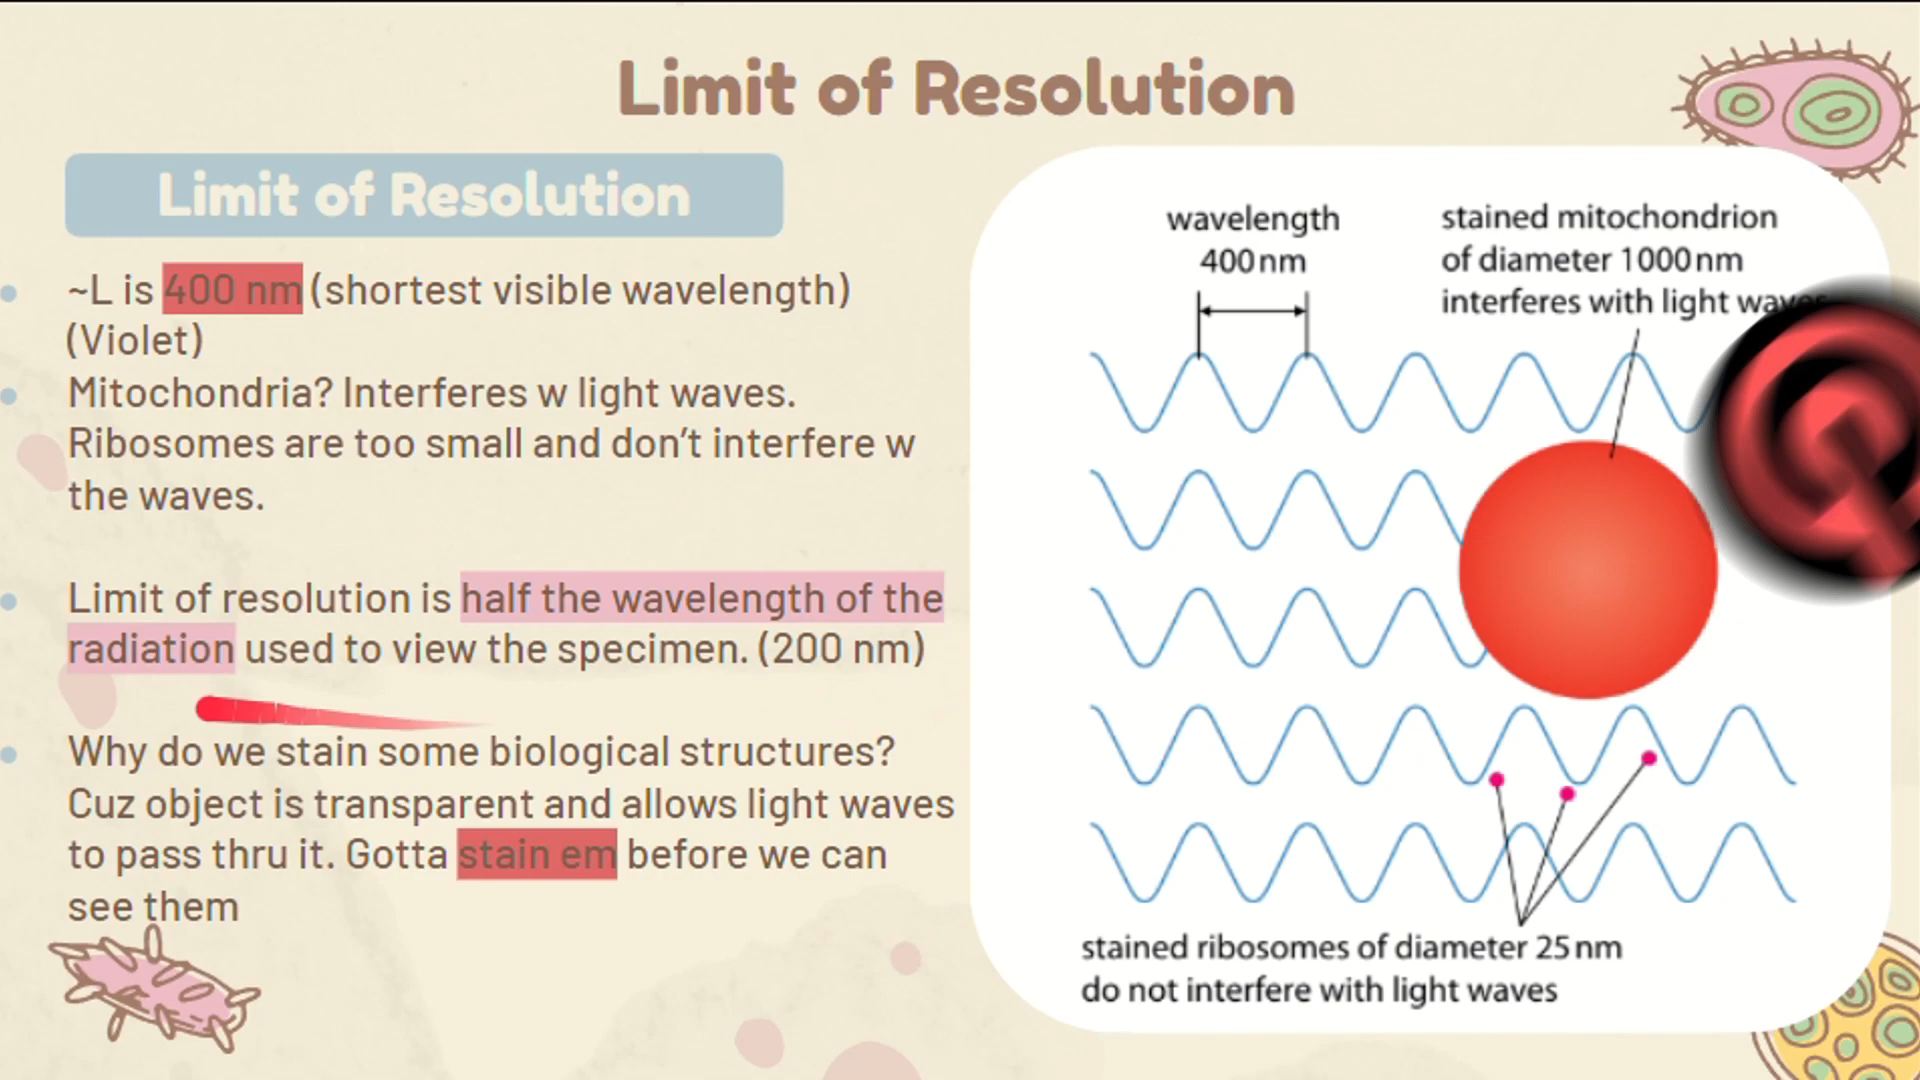 Limit of Resolution
Limit of Resolution
~L is 400 nm (shortest visible wavelength)
(Violet)
Mitochondria? Interferes w light waves.
Ribosomes are too small and don't interfere w
the waves.
Limit of resolution is half the wavelength of the
radiation used to view the specimen. (200 nm)
Why do we stain some biological structures?
Cuz object is transparent and allows light waves
to pass thru it. Gotta stain em before we can
see them
wavelength
400 nm
stained mitochondrion
of diameter 1000 nm
interferes with light waves
stained ribosomes of diameter 25 nm
do not interfere with light waves